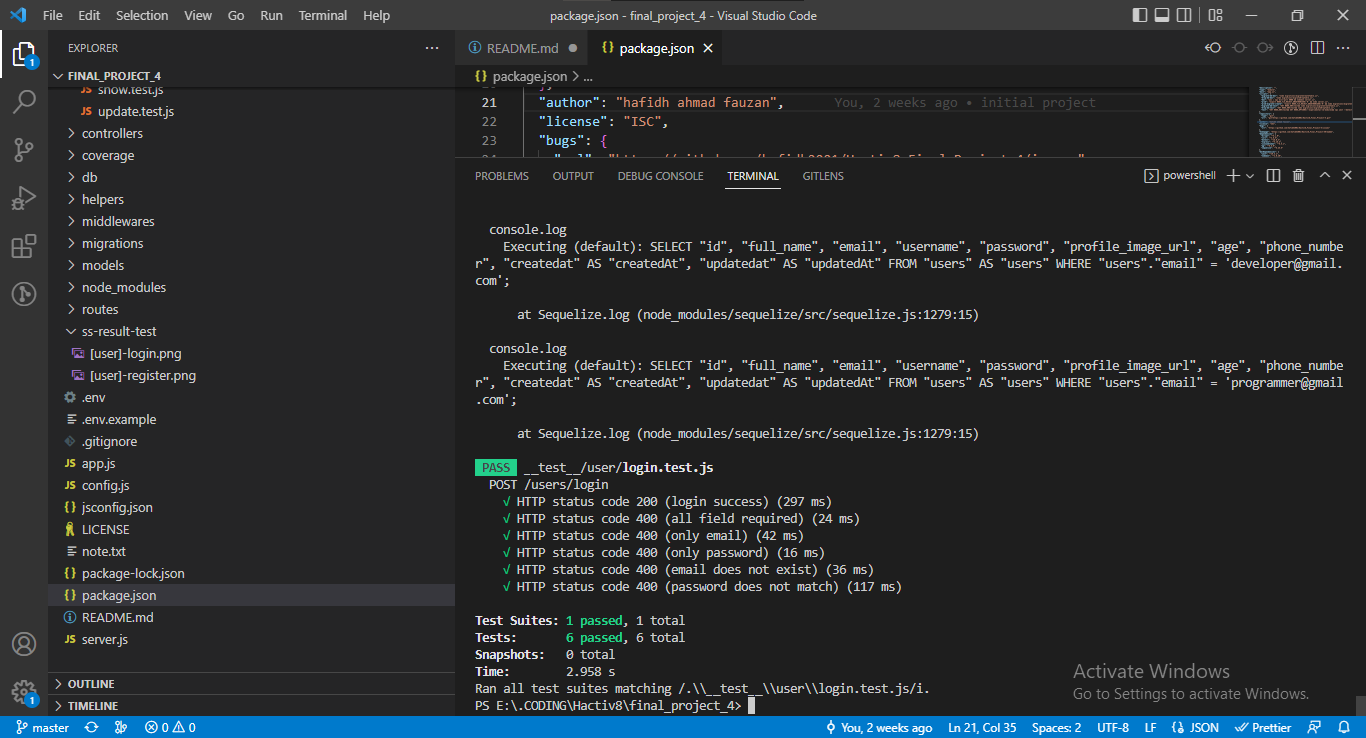 File Edit Selection View Go Run Terminal Help
package.json - final_project_4 - Visual Studio Code
EXPLORER
FINAL_PROJECT_4
show.test.js
JS update.test.js
controllers
coverage
db
helpers
middlewares
migrations
models
node_modules
routes
ss-result-test
[user]-login.png
[user]-register.png
.env
.env.example
.gitignore
JS app.js
JS config.js
{} jsconfig.json
LICENSE
note.txt
{} package-lock.json
{} package.json
README.md
JS server.js
OUTLINE
TIMELINE
1
1
README.md
{} package.json
{} package.json > ...
21 "author": "hafidh ahmad fauzan", You, 2 weeks ago • initial project
22 "license": "ISC",
23 "bugs": {
PROBLEMS OUTPUT DEBUG CONSOLE TERMINAL GITLENS
powershell
console.log
Executing (default): SELECT "id", "full_name", "email", "username", "password", "profile_image_url", "age", "phone_numbe
r", "createdat" AS "createdAt", "updatedat" AS "updatedAt" FROM "users" AS "users" WHERE "users"."email" = 'developer@gmail.
com';
at Sequelize.log (node_modules/sequelize/src/sequelize.js:1279:15)
console.log
Executing (default): SELECT "id", "full_name", "email", "username", "password", "profile_image_url", "age", "phone_numbe
r", "createdat" AS "createdAt", "updatedat" AS "updatedAt" FROM "users" AS "users" WHERE "users"."email" = 'programmer@gmail
.com';
at Sequelize.log (node_modules/sequelize/src/sequelize.js:1279:15)
PASS __test__/user/login.test.js
POST /users/login
√ HTTP status code 200 (login success) (297 ms)
√ HTTP status code 400 (all field required) (24 ms)
√ HTTP status code 400 (only email) (42 ms)
√ HTTP status code 400 (only password) (16 ms)
√ HTTP status code 400 (email does not exist) (36 ms)
√ HTTP status code 400 (password does not match) (117 ms)
Test Suites: 1 passed, 1 total
Tests: 6 passed, 6 total
Snapshots: 0 total
Time: 2.958 s
Ran all test suites matching /.\\__test__\\user\\login.test.js/i.
PS E:\.CODING\Hactiv8\final_project_4>
Activate Windows
Go to Settings to activate Windows.
master 0 0 You, 2 weeks ago Ln 21, Col 35 Spaces: 2 UTF-8 LF {} JSON Prettier